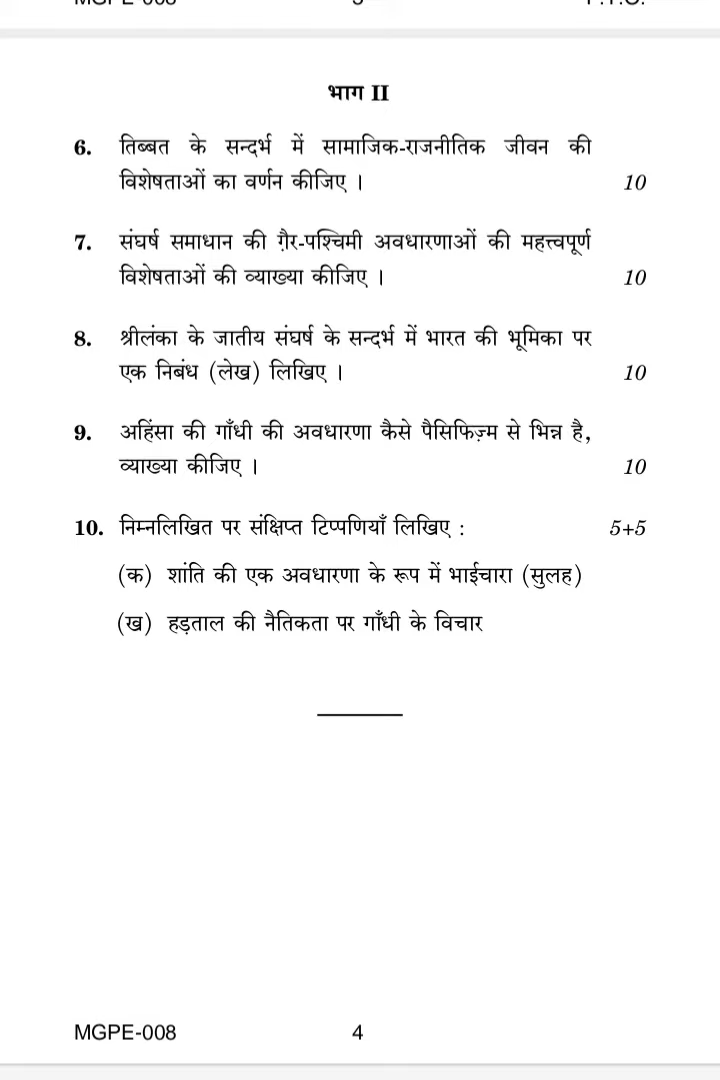 भाग II
6. तिब्बत के सन्दर्भ में सामाजिक-राजनीतिक जीवन की
विशेषताओं का वर्णन कीजिए । 10
7. संघर्ष समाधान की ग़ैर-पश्चिमी अवधारणाओं की महत्त्वपूर्ण
विशेषताओं की व्याख्या कीजिए । 10
8. श्रीलंका के जातीय संघर्ष के सन्दर्भ में भारत की भूमिका पर
एक निबंध (लेख) लिखिए । 10
9. अहिंसा की गाँधी की अवधारणा कैसे पैसिफिज़्म से भिन्न है,
व्याख्या कीजिए । 10
10. निम्नलिखित पर संक्षिप्त टिप्पणियाँ लिखिए : 5+5
(क) शांति की एक अवधारणा के रूप में भाईचारा (सुलह)
(ख) हड़ताल की नैतिकता पर गाँधी के विचार
MGPE-008 4